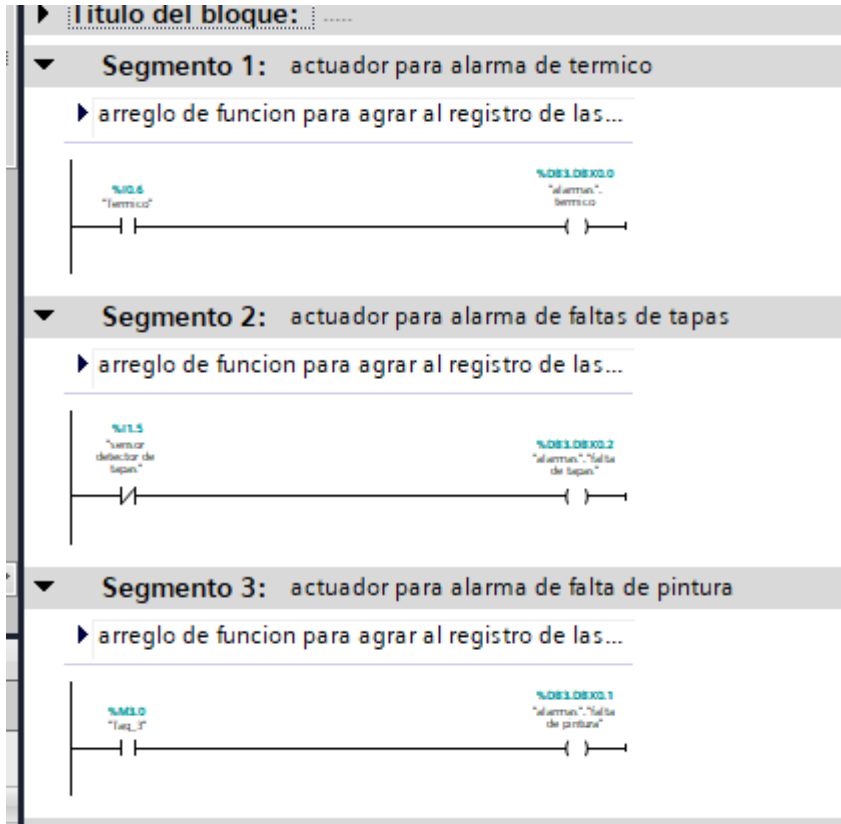 Título del bloque: .....
Segmento 1: actuador para alarma de termico
arreglo de funcion para agrar al registro de las...
%I0.6
"Termico"
%DB3.DBX0.0
"alarmas".
termico
Segmento 2: actuador para alarma de faltas de tapas
arreglo de funcion para agrar al registro de las...
%I1.5
"sensor
detector de
tapas"
%DB3.DBX0.2
"alarmas"."falta
de tapas"
Segmento 3: actuador para alarma de falta de pintura
arreglo de funcion para agrar al registro de las...
%M3.0
"Tag_3"
%DB3.DBX0.1
"alarmas"."falta
de pintura"